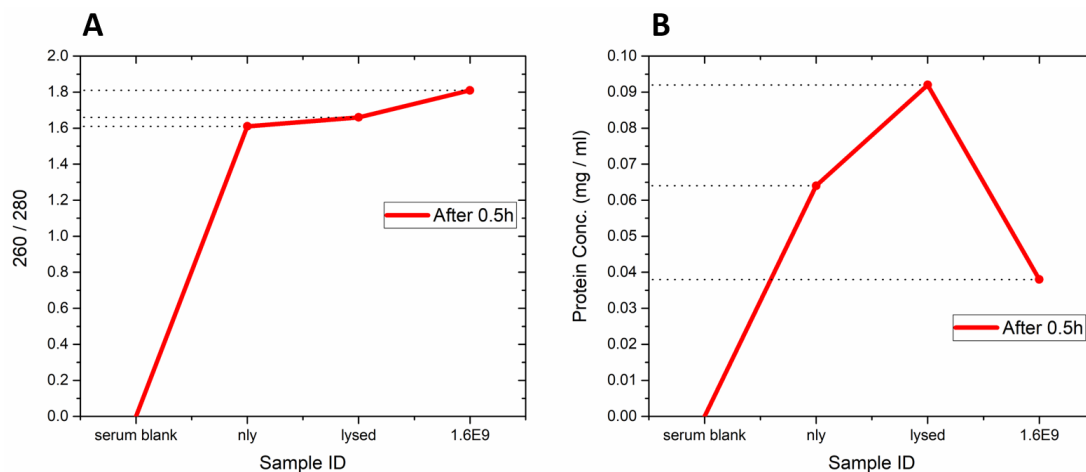 A
2.0
1.8
1.6
1.4
1.2
1.0
0.8
0.6
0.4
0.2
0.0
260 / 280
After 0.5h
serum blank nly lysed 1.6E9
Sample ID
B
0.10
0.09
0.08
0.07
0.06
0.05
0.04
0.03
0.02
0.01
0.00
Protein Conc. (mg / ml)
After 0.5h
serum blank nly lysed 1.6E9
Sample ID